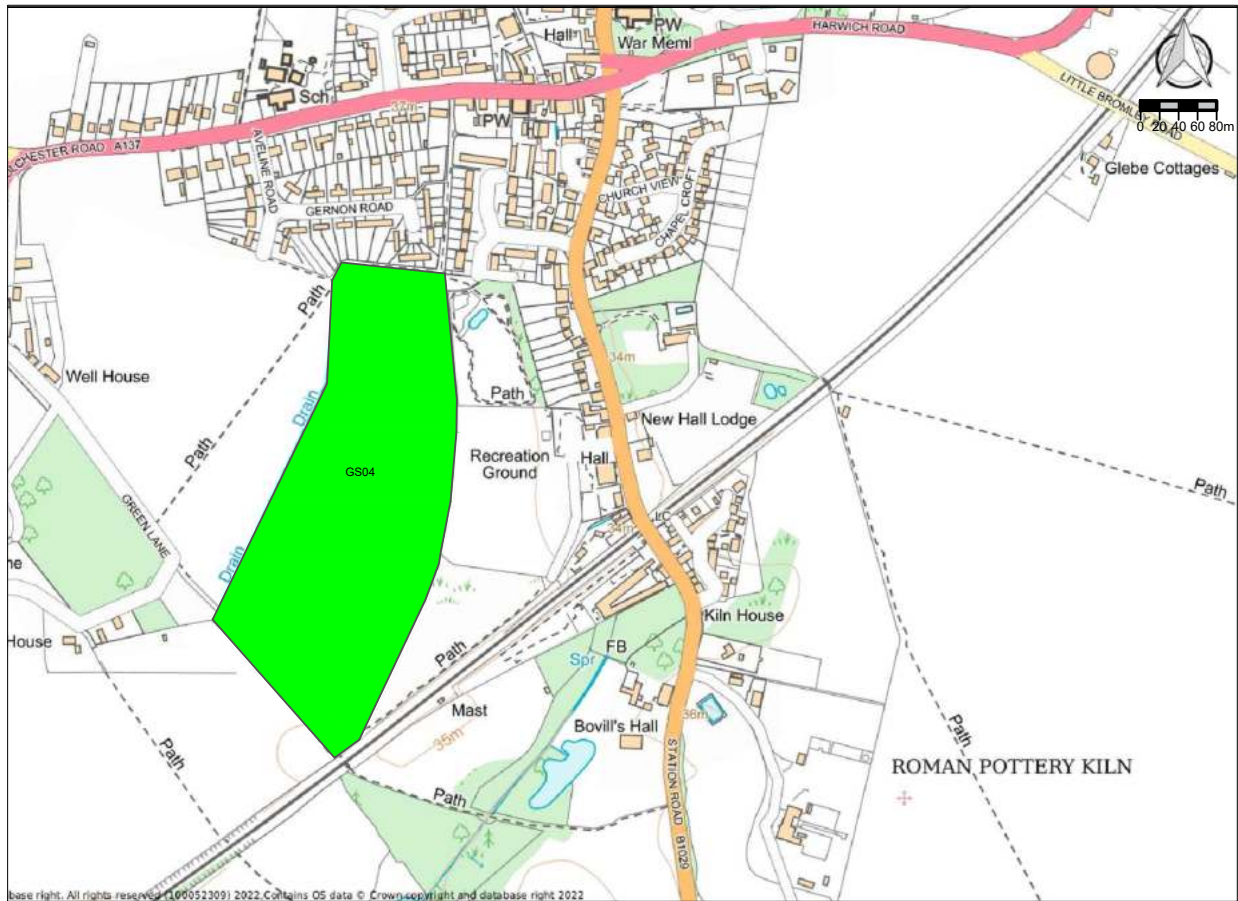 PW
Hall
War Meml
HARWICH ROAD
LITTLE BROMLEY ROAD
0 20 40 60 80m
Sch
37m
PW
OLCHESTER ROAD A137
AVELINE ROAD
Glebe Cottages
CHURCH VIEW
GERNON ROAD
CHAPEL CROFT
Path
34m
Well House
Drain
Path
New Hall Lodge
Path
Recreation
Ground
Hall
GS04
Path
GREEN LANE
LC
34m
Drain
ne
House
Kiln House
FB
Spr
Path
Mast
36m
Bovill's Hall
35m
Path
Path
STATION ROAD B1029
ROMAN POTTERY KILN
Path
base right. All rights reserved (100052309) 2022.Contains OS data © Crown copyright and database right 2022